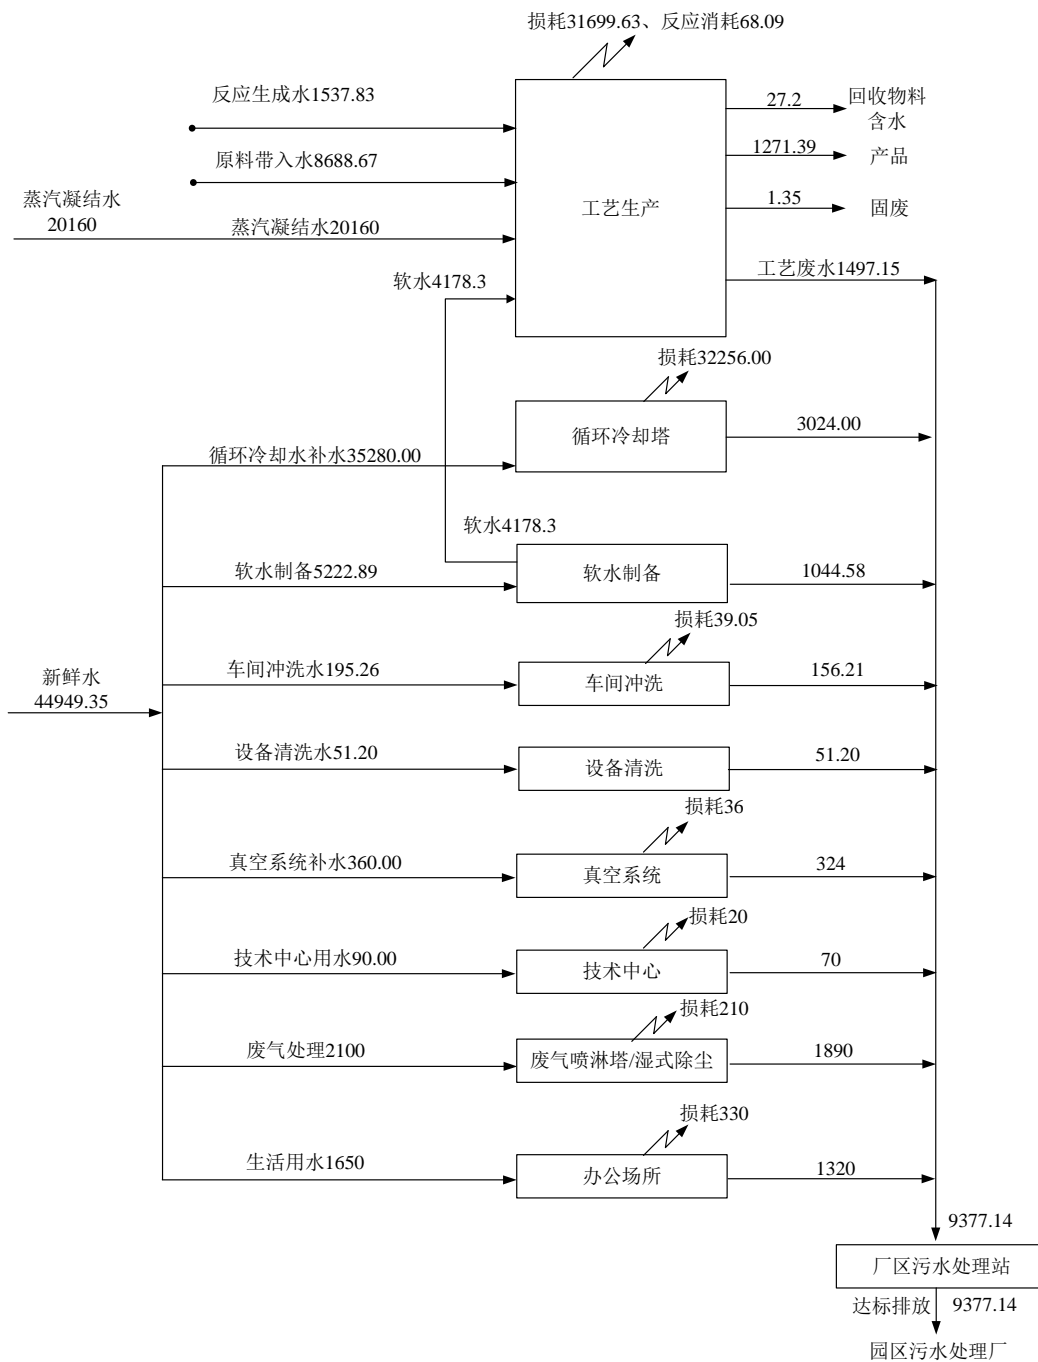 损耗31699.63、反应消耗68.09
反应生成水1537.83
27.2
回收物料
含水
原料带入水8688.67
1271.39
产品
蒸汽凝结水
20160
蒸汽凝结水20160
工艺生产
1.35
固废
软水4178.3
工艺废水1497.15
损耗32256.00
循环冷却水补水35280.00
循环冷却塔
3024.00
软水4178.3
软水制备5222.89
软水制备
1044.58
损耗39.05
新鲜水
44949.35
车间冲洗水195.26
车间冲洗
156.21
设备清洗水51.20
设备清洗
51.20
损耗36
真空系统补水360.00
真空系统
324
损耗20
技术中心用水90.00
技术中心
70
损耗210
废气处理2100
废气喷淋塔/湿式除尘
1890
损耗330
生活用水1650
办公场所
1320
9377.14
厂区污水处理站
达标排放
9377.14
园区污水处理厂